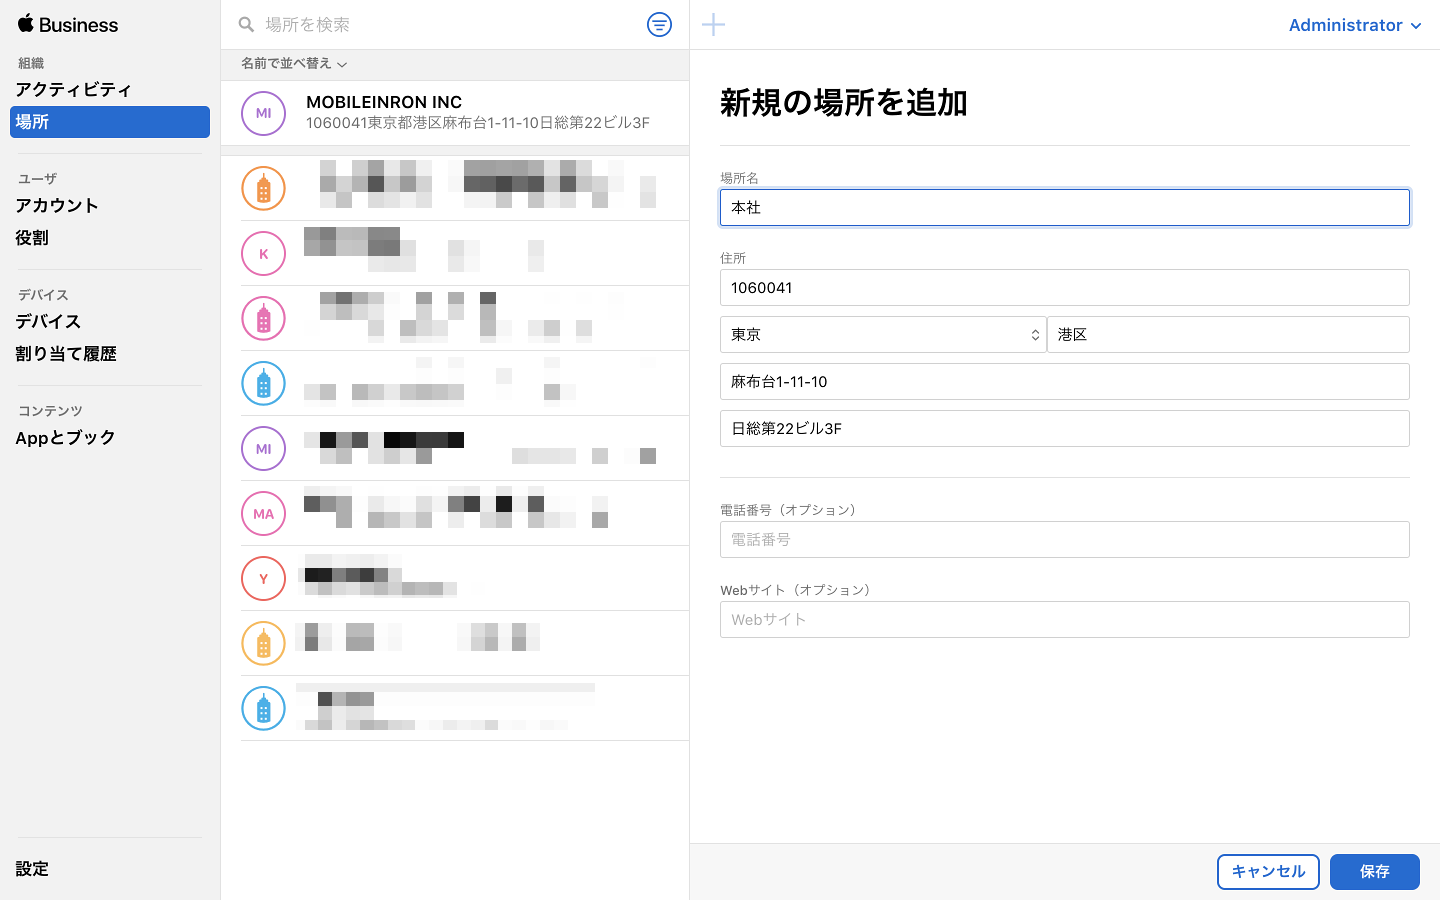 Business
組織
アクティビティ
場所
ユーザ
アカウント
役割
デバイス
デバイス
割り当て履歴
コンテンツ
Appとブック
設定
場所を検索
名前で並べ替え
MI
MOBILEINRON INC
1060041東京都港区麻布台1-11-10日総第22ビル3F
K
MI
MA
Y
Administrator
新規の場所を追加
場所名
本社
住所
1060041
東京 港区
麻布台1-11-10
日総第22ビル3F
電話番号（オプション）
電話番号
Webサイト（オプション）
Webサイト
キャンセル 保存